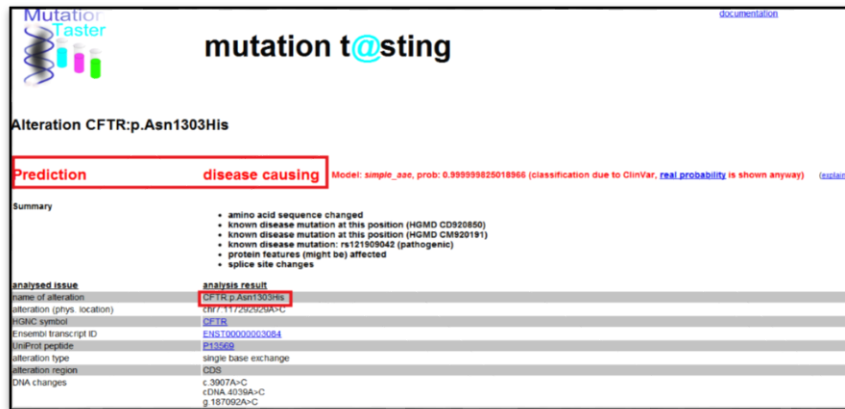 documentation
Mutation
Taster
mutation t@sting
Alteration CFTR:p.Asn1303His
Prediction disease causing Model: simple_aae, prob: 0.999999825018966 (classification due to ClinVar, real probability is shown anyway) (explain
Summary
• amino acid sequence changed
• known disease mutation at this position (HGMD CD920850)
• known disease mutation at this position (HGMD CM920191)
• known disease mutation: rs121909042 (pathogenic)
• protein features (might be) affected
• splice site changes
analysed issue analysis result
name of alteration CFTR:p.Asn1303His
alteration (phys. location) chr7:117292929A>C
HGNC symbol CFTR
Ensembl transcript ID ENST00000003084
UniProt peptide P13569
alteration type single base exchange
alteration region CDS
DNA changes c.3907A>C
cDNA.4039A>C
g.187092A>C